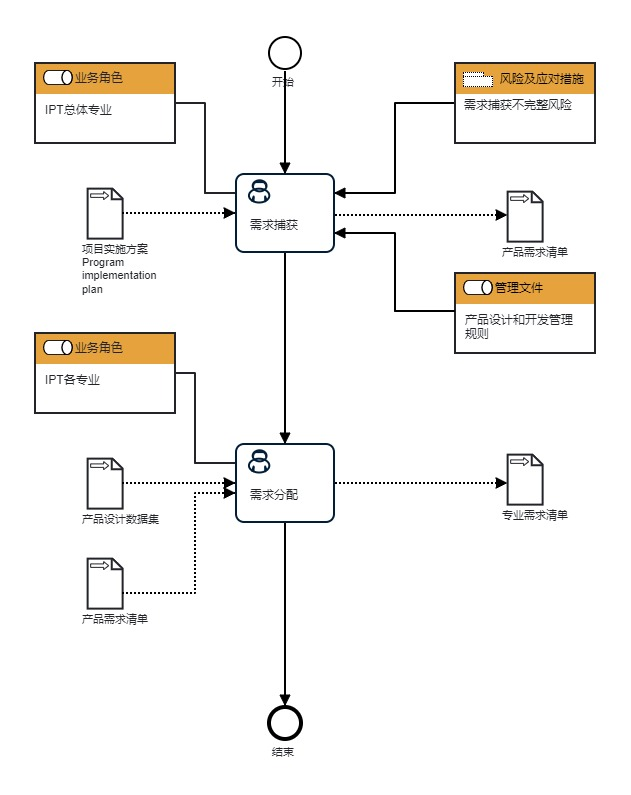 开始
业务角色
IPT总体专业
风险及应对措施
需求捕获不完整风险
需求捕获
项目实施方案
Program
implementation
plan
产品需求清单
管理文件
产品设计和开发管理
规则
业务角色
IPT各专业
需求分配
产品设计数据集
专业需求清单
产品需求清单
结束